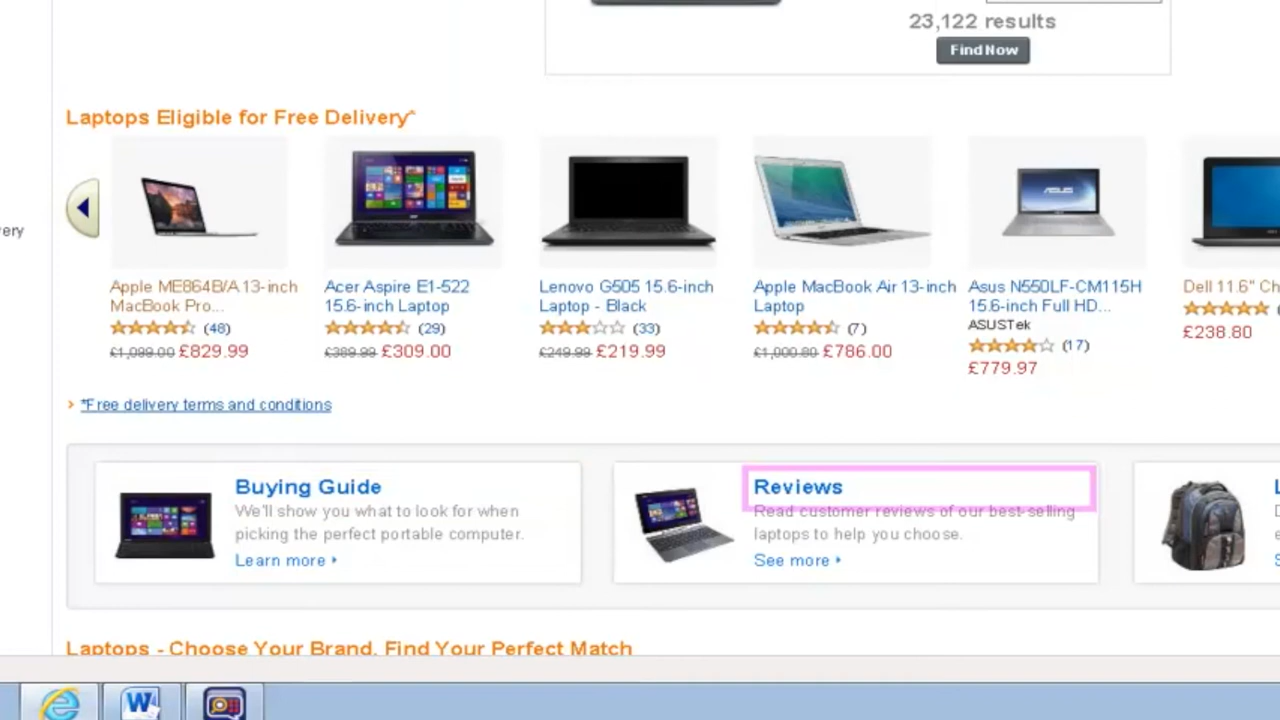 23,122 results
Find Now
Laptops Eligible for Free Delivery*
very
Apple ME864B/A 13-inch
MacBook Pro...
(48)
£1,099.00 £829.99
Acer Aspire E1-522
15.6-inch Laptop
(29)
£389.99 £309.00
Lenovo G505 15.6-inch
Laptop - Black
(33)
£249.99 £219.99
Apple MacBook Air 13-inch
Laptop
(7)
£1,000.80 £786.00
ASUS
Asus N550LF-CM115H
15.6-inch Full HD...
ASUSTek
(17)
£779.97
Dell 11.6" Ch
£238.80
*Free delivery terms and conditions
Buying Guide
We'll show you what to look for when
picking the perfect portable computer.
Learn more
Reviews
Read customer reviews of our best-selling
laptops to help you choose.
See more
Laptops - Choose Your Brand, Find Your Perfect Match